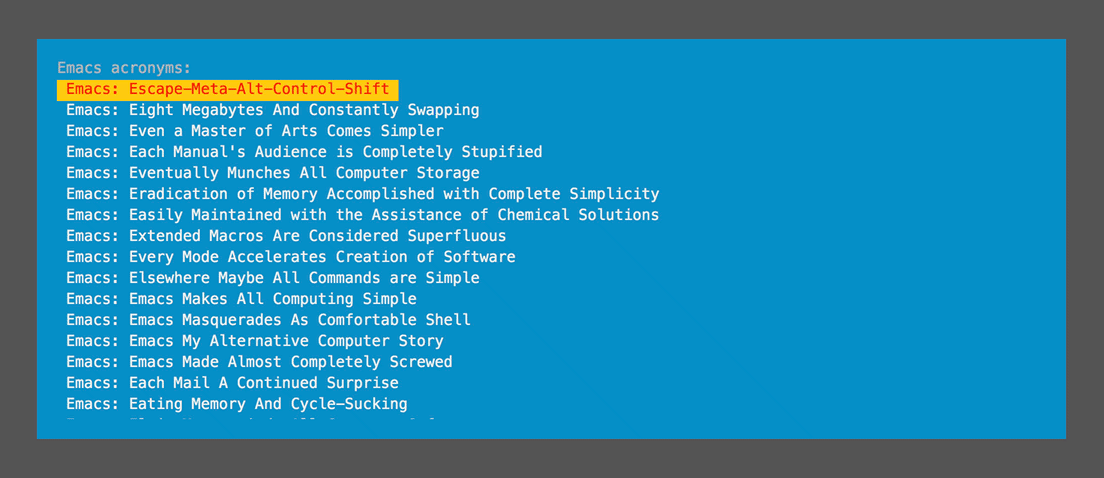 Emacs acronyms:
Emacs: Escape-Meta-Alt-Control-Shift
Emacs: Eight Megabytes And Constantly Swapping
Emacs: Even a Master of Arts Comes Simpler
Emacs: Each Manual's Audience is Completely Stupified
Emacs: Eventually Munches All Computer Storage
Emacs: Eradication of Memory Accomplished with Complete Simplicity
Emacs: Easily Maintained with the Assistance of Chemical Solutions
Emacs: Extended Macros Are Considered Superfluous
Emacs: Every Mode Accelerates Creation of Software
Emacs: Elsewhere Maybe All Commands are Simple
Emacs: Emacs Makes All Computing Simple
Emacs: Emacs Masquerades As Comfortable Shell
Emacs: Emacs My Alternative Computer Story
Emacs: Emacs Made Almost Completely Screwed
Emacs: Each Mail A Continued Surprise
Emacs: Eating Memory And Cycle-Sucking